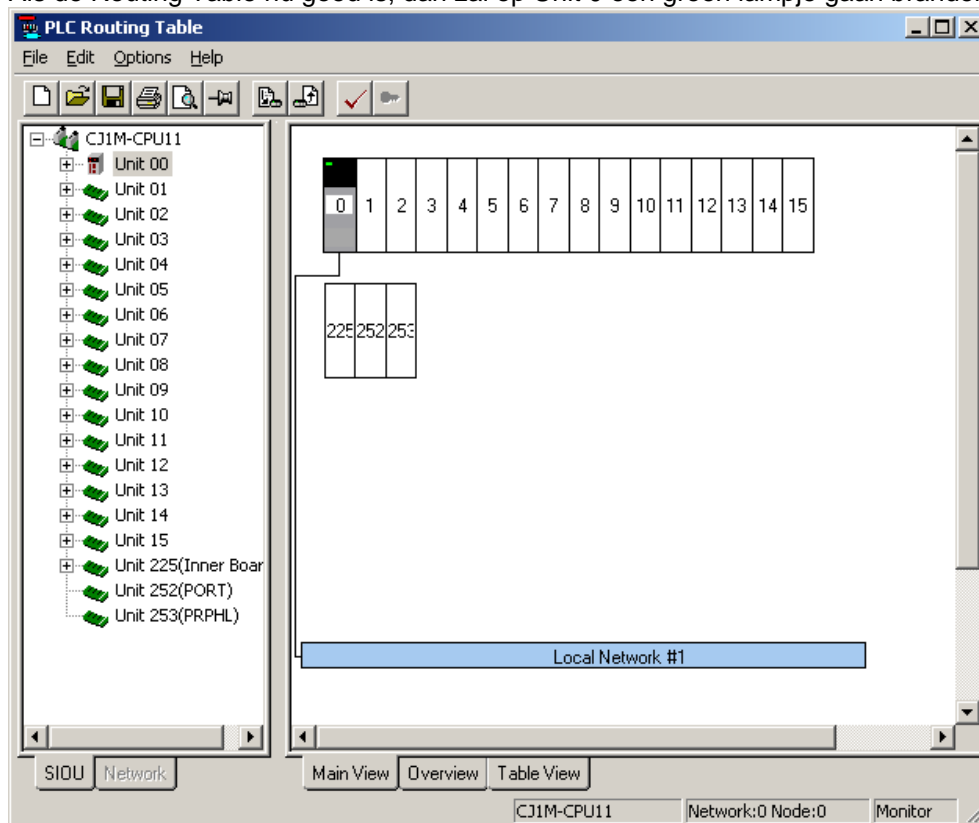 Als de Routing Table nu goed is, dan zal op Unit 0 een groen lampje gaan branden
PLC Routing Table
File Edit Options Help
CJ1M-CPU11
Unit 00
Unit 01
Unit 02
Unit 03
Unit 04
Unit 05
Unit 06
Unit 07
Unit 08
Unit 09
Unit 10
Unit 11
Unit 12
Unit 13
Unit 14
Unit 15
Unit 225(Inner Boar
Unit 252(PORT)
Unit 253(PRPHL)
0 1 2 3 4 5 6 7 8 9 10 11 12 13 14 15
225 252 253
Local Network #1
SIOU Network
Main View Overview Table View
CJ1M-CPU11 Network:0 Node:0 Monitor